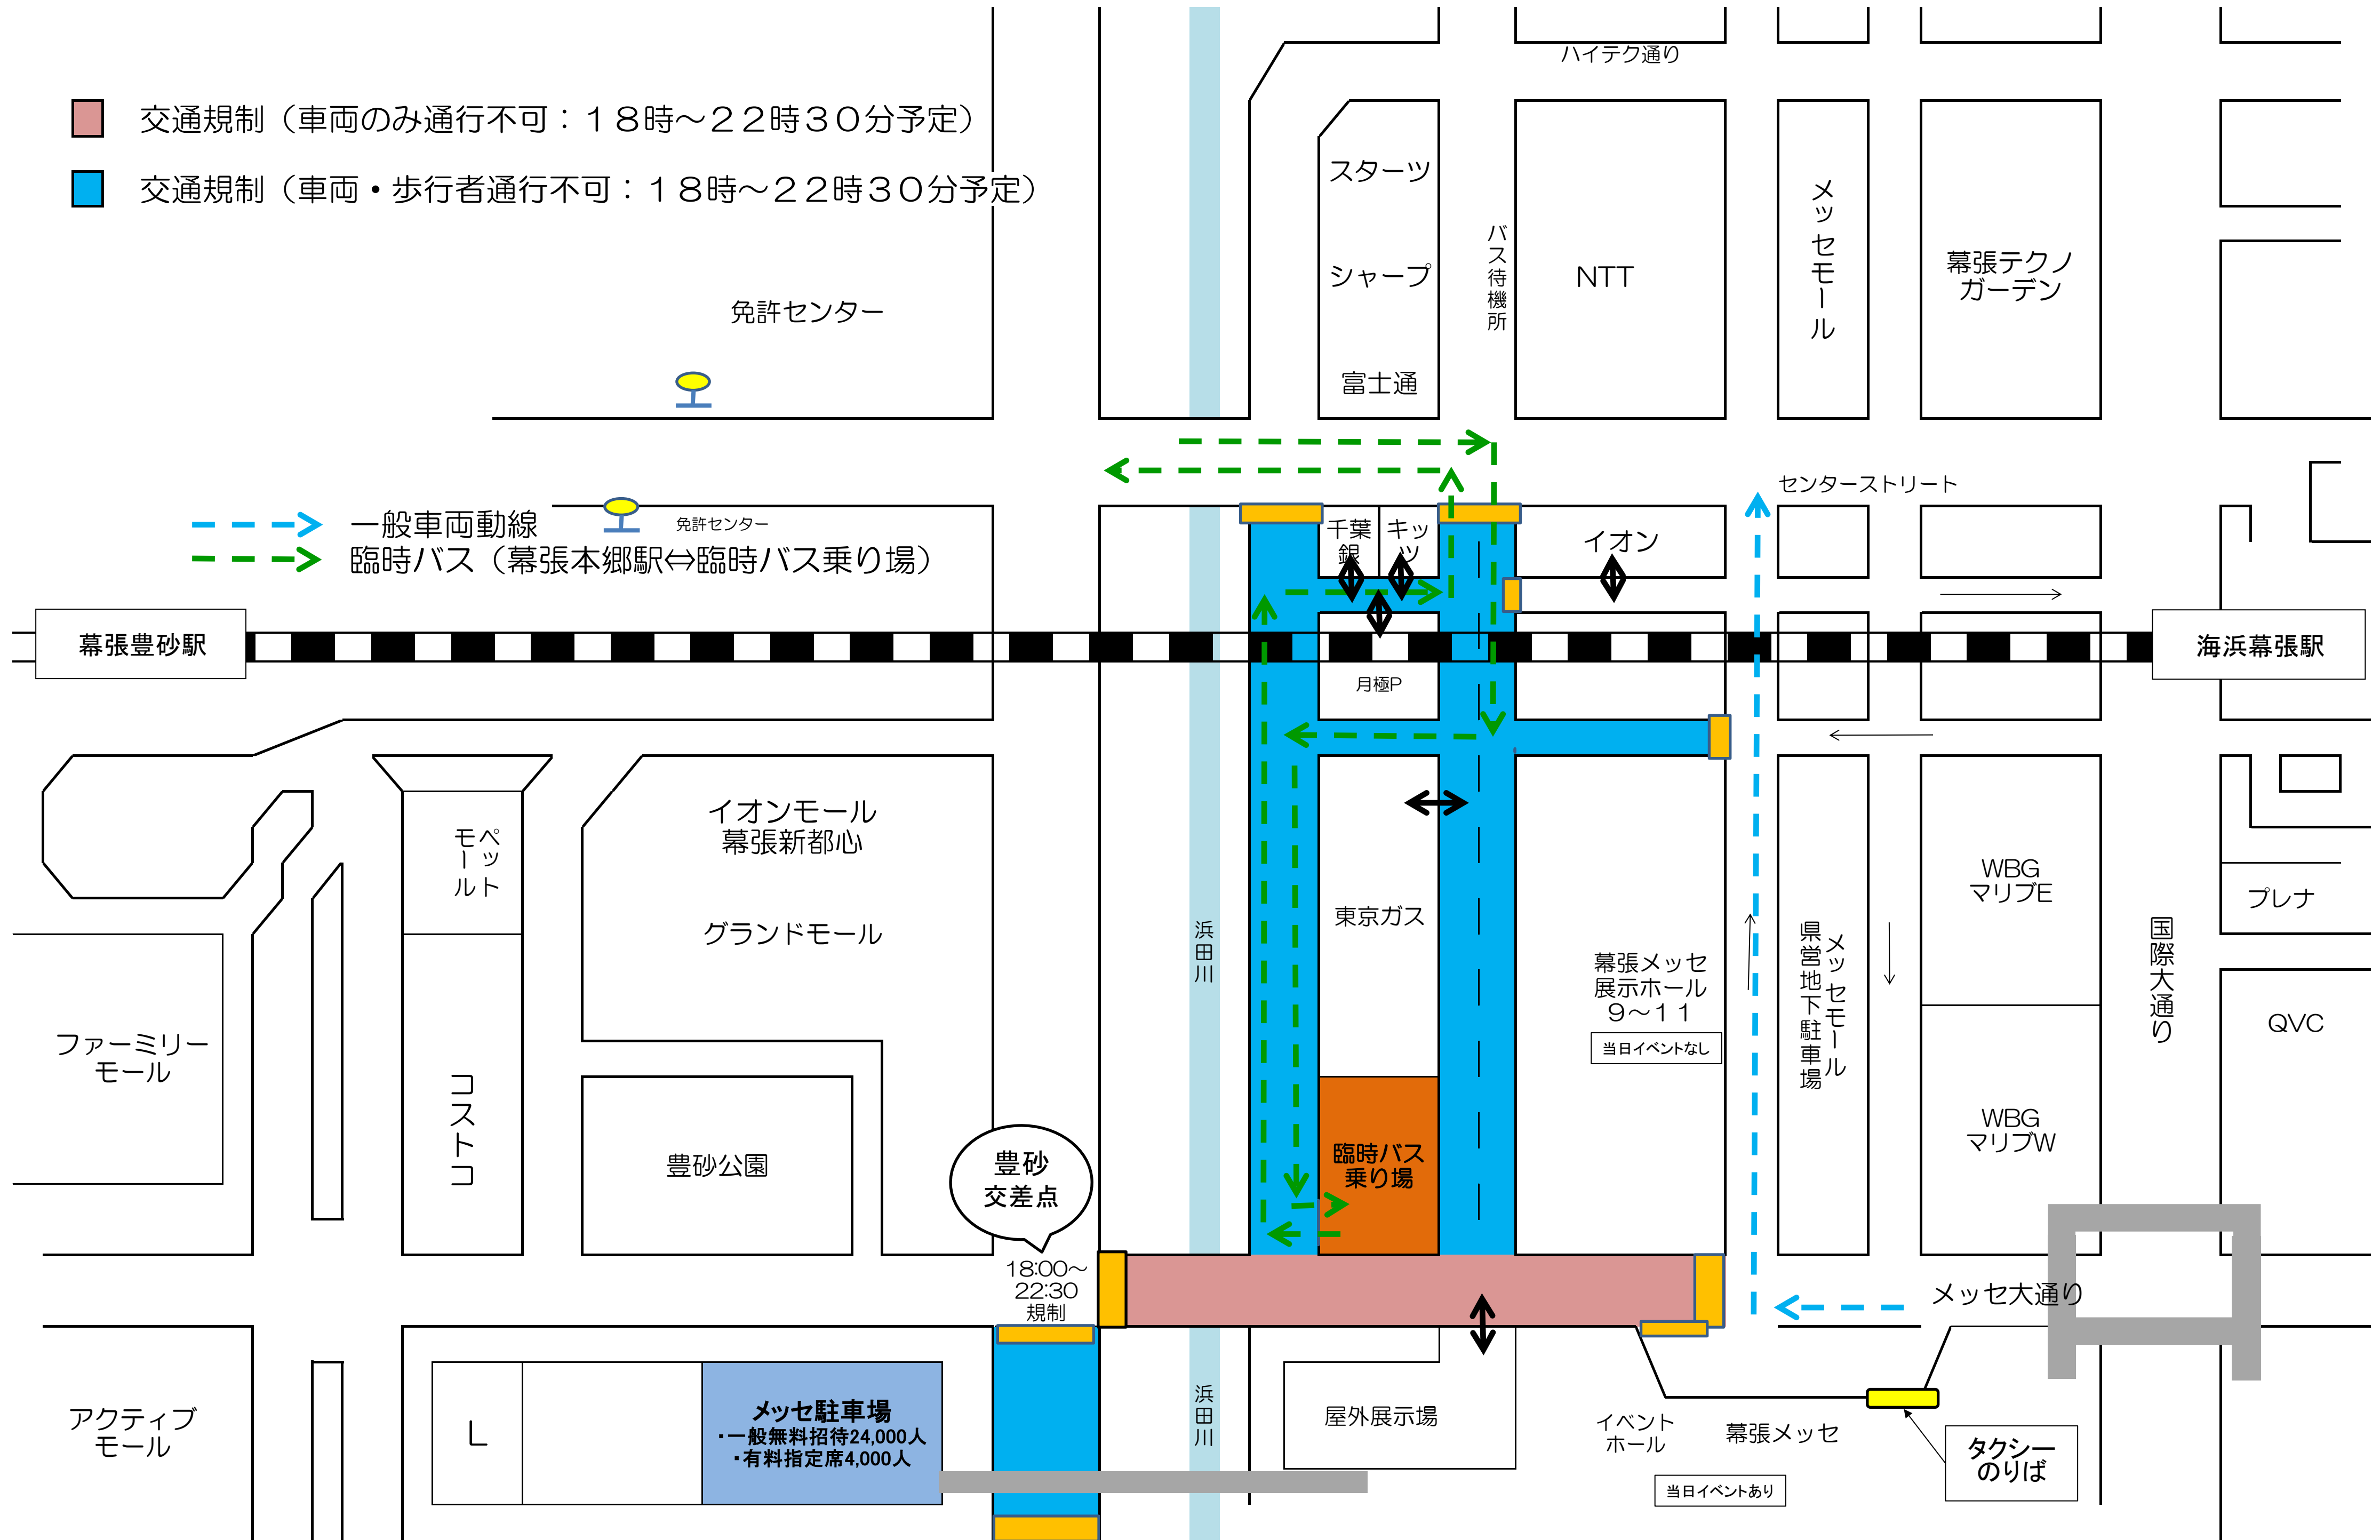 ハイテク通り
交通規制（車両のみ通行不可：１８時～２２時３０分予定）
交通規制（車両・歩行者通行不可：１８時～２２時３０分予定）
スターツ
シャープ
富士通
バス待機所
NTT
メッセモール
幕張テクノ
ガーデン
免許センター
センターストリート
一般車両動線
免許センター
臨時バス（幕張本郷駅⇔臨時バス乗り場）
千葉
銀
キッ
ツ
イオン
幕張豊砂駅
海浜幕張駅
月極P
ペット
モール
イオンモール
幕張新都心
グランドモール
浜田川
東京ガス
幕張メッセ
展示ホール
９～１１
当日イベントなし
メッセモール
県営地下駐車場
WBG
マリブE
WBG
マリブW
国際大通り
プレナ
QVC
ファーミリー
モール
コストコ
豊砂公園
豊砂
交差点
臨時バス
乗り場
18:00～
22:30
規制
メッセ大通り
アクティブ
モール
L
メッセ駐車場
・一般無料招待24,000人
・有料指定席4,000人
浜田川
屋外展示場
イベント
ホール
幕張メッセ
当日イベントあり
タクシー
のりば